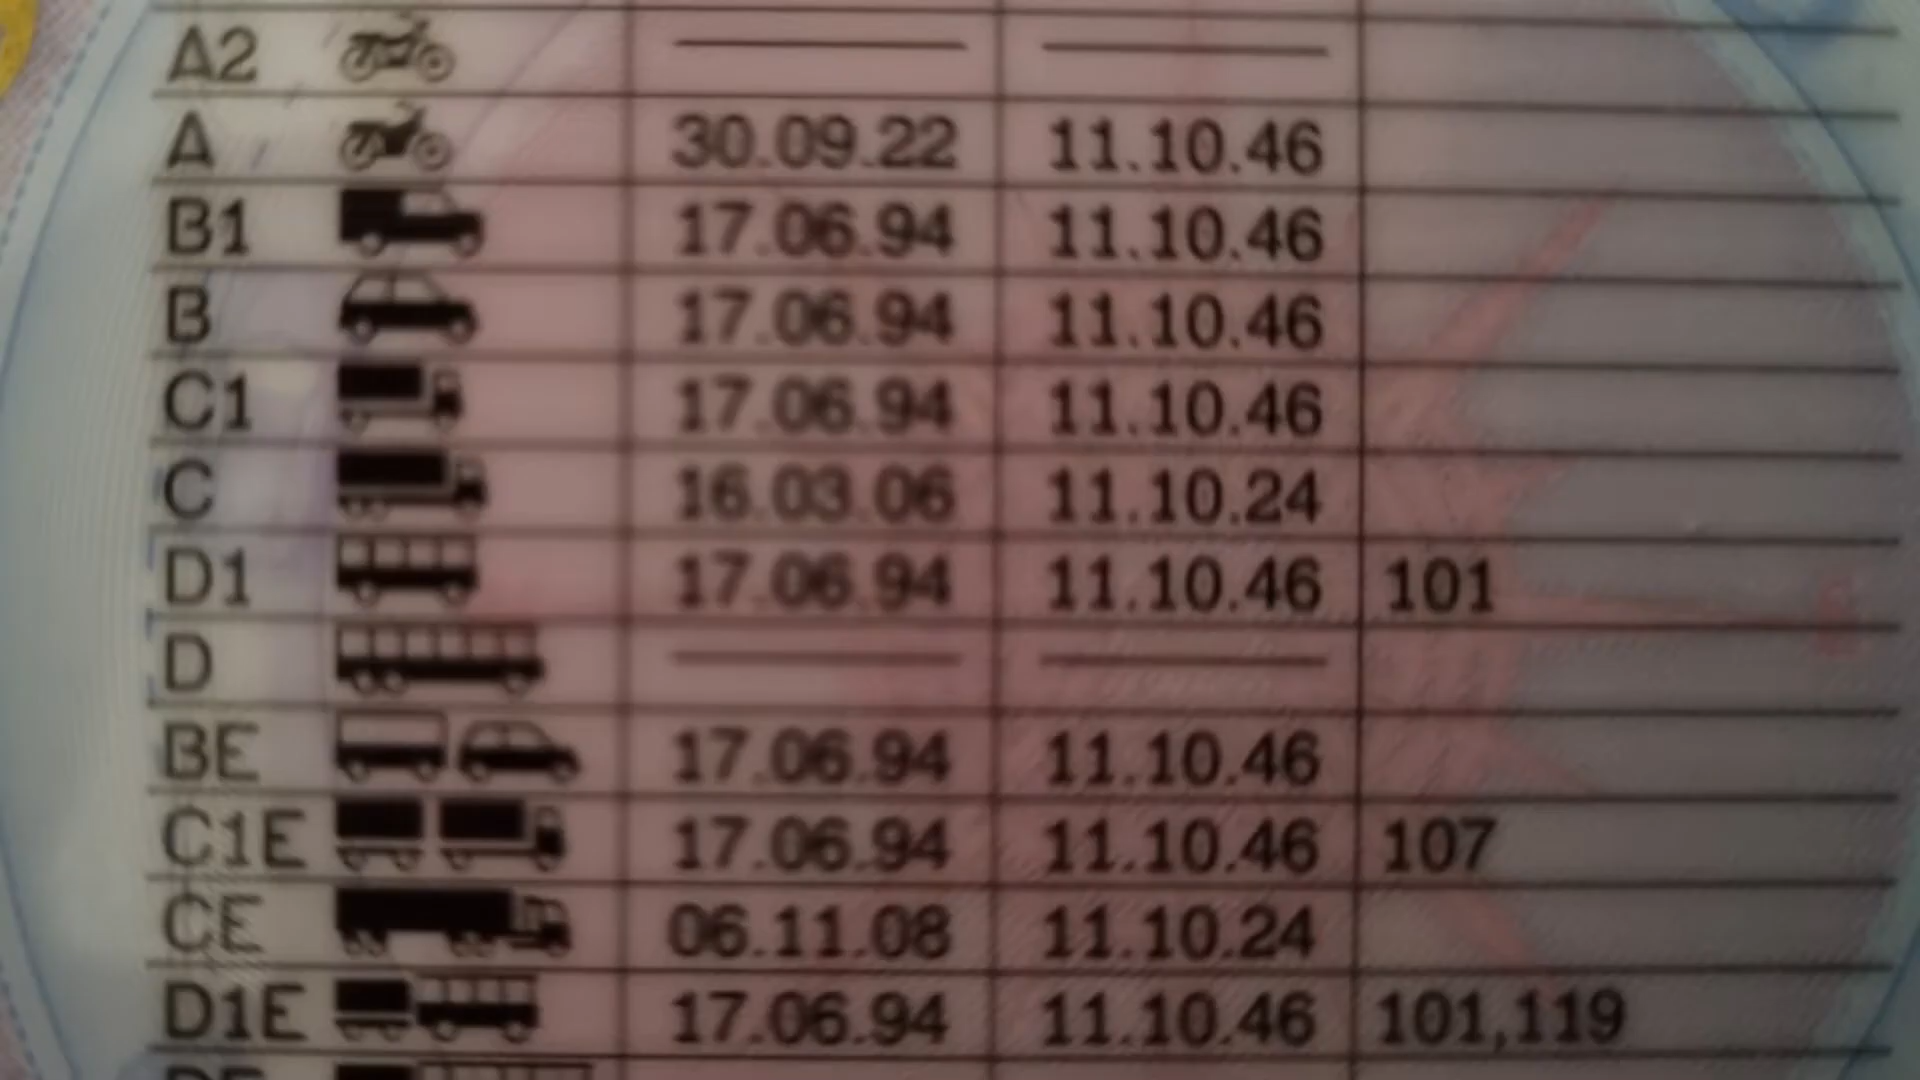 A2
A 30.09.22 11.10.46
B1 17.06.94 11.10.46
B 17.06.94 11.10.46
C1 17.06.94 11.10.46
C 16.03.06 11.10.24
D1 17.06.94 11.10.46 101
D
BE 17.06.94 11.10.46
C1E 17.06.94 11.10.46 107
CE 06.11.08 11.10.24
D1E 17.06.94 11.10.46 101,119